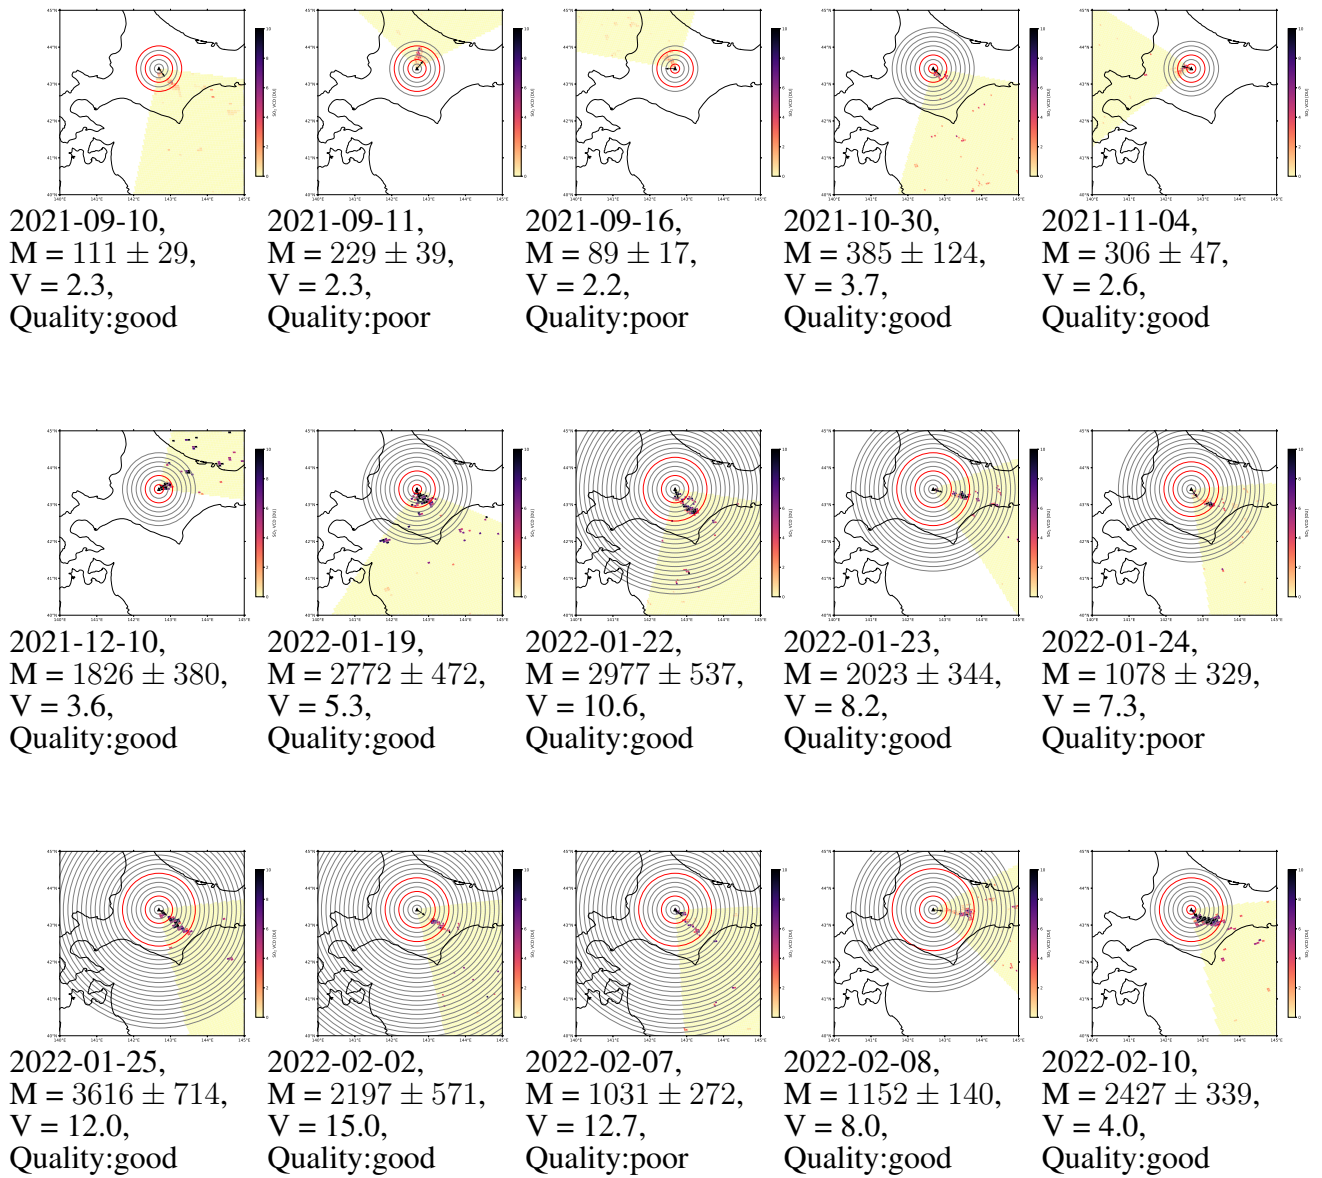 2021-09-10,
M = 111 ± 29,
V = 2.3,
Quality:good
2021-09-11,
M = 229 ± 39,
V = 2.3,
Quality:poor
2021-09-16,
M = 89 ± 17,
V = 2.2,
Quality:poor
2021-10-30,
M = 385 ± 124,
V = 3.7,
Quality:good
2021-11-04,
M = 306 ± 47,
V = 2.6,
Quality:good
2021-12-10,
M = 1826 ± 380,
V = 3.6,
Quality:good
2022-01-19,
M = 2772 ± 472,
V = 5.3,
Quality:good
2022-01-22,
M = 2977 ± 537,
V = 10.6,
Quality:good
2022-01-23,
M = 2023 ± 344,
V = 8.2,
Quality:good
2022-01-24,
M = 1078 ± 329,
V = 7.3,
Quality:poor
2022-01-25,
M = 3616 ± 714,
V = 12.0,
Quality:good
2022-02-02,
M = 2197 ± 571,
V = 15.0,
Quality:good
2022-02-07,
M = 1031 ± 272,
V = 12.7,
Quality:poor
2022-02-08,
M = 1152 ± 140,
V = 8.0,
Quality:good
2022-02-10,
M = 2427 ± 339,
V = 4.0,
Quality:good